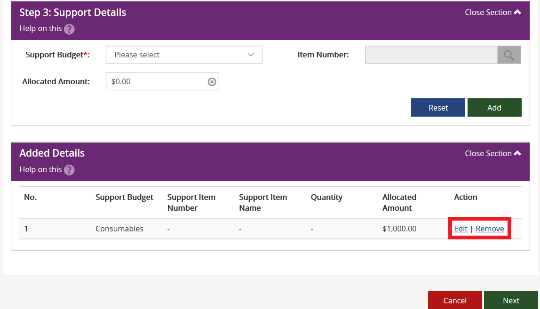 Step 3: Support Details Close Section
Help on this ?
Support Budget*: Please select Item Number:
Allocated Amount: $0.00
Reset Add
Added Details Close Section
Help on this ?
No. Support Budget Support Item Number Support Item Name Quantity Allocated Amount Action
1 Consumables - - - $1,000.00 Edit | Remove
Cancel Next